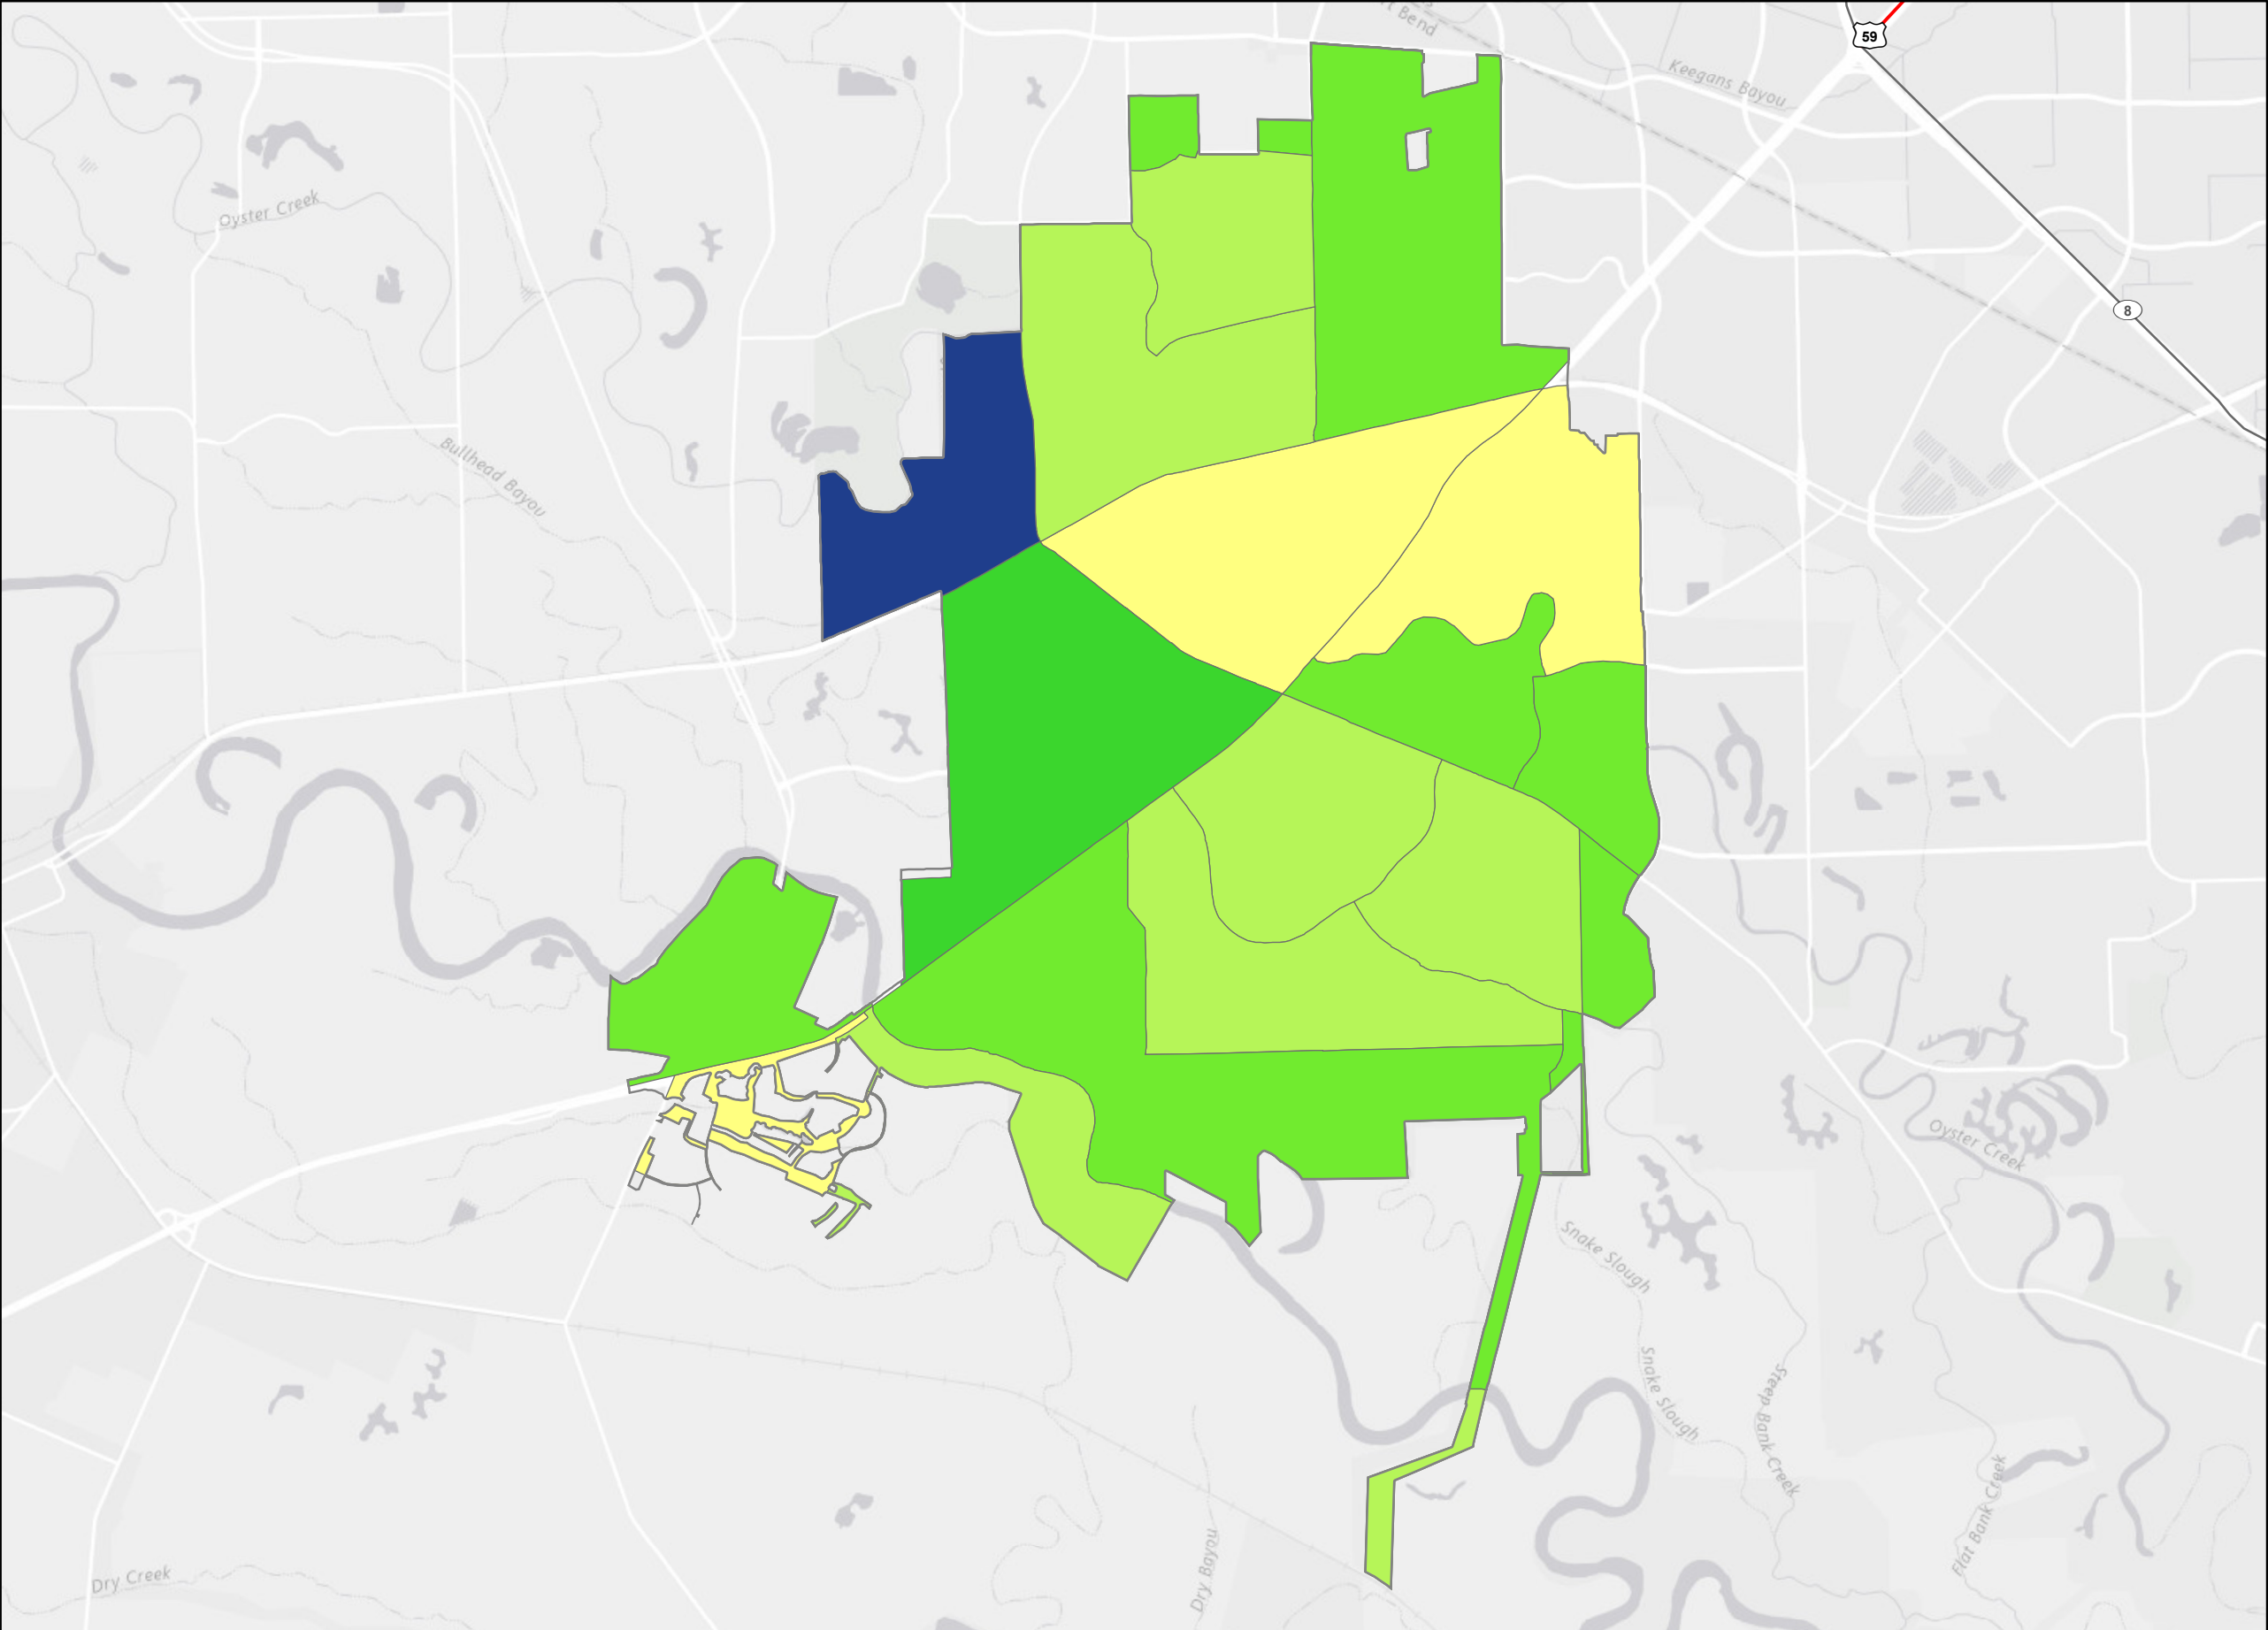 Bend
59
Keegans Bayou
Oyster Creek
8
Bullhead Bayou
Oyster Creek
Snake Slough
Snake Slough
Steep Bank Creek
Flat Bank Creek
Dry Bayou
Dry Creek